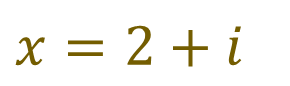 x = 2 + i